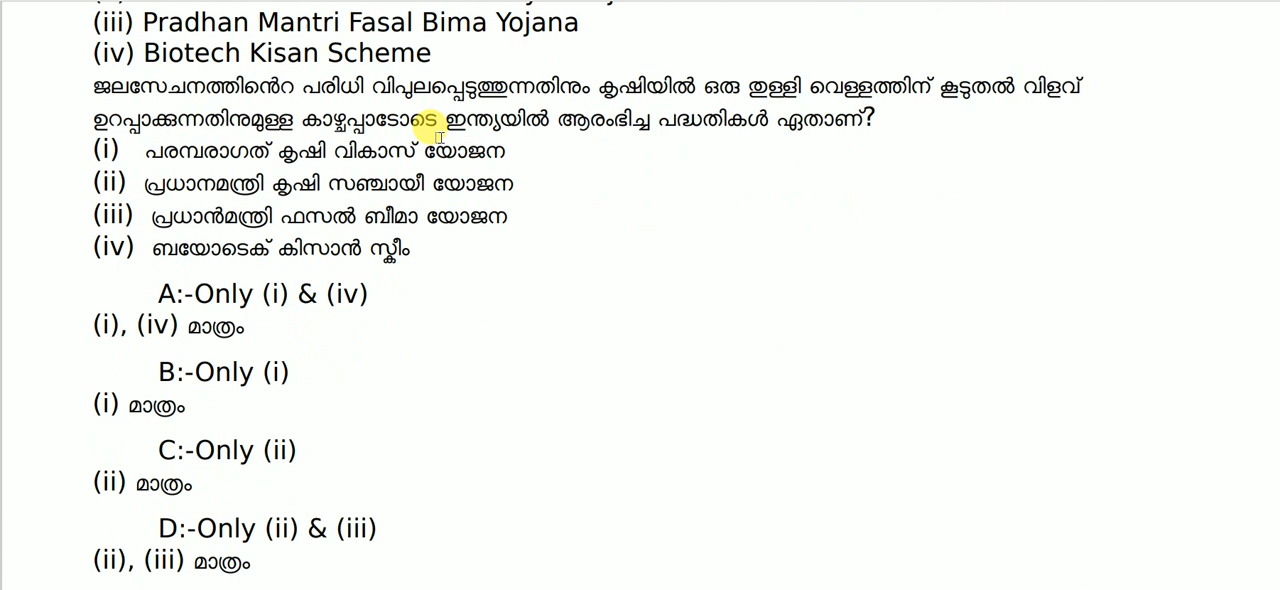 (iii) Pradhan Mantri Fasal Bima Yojana
(iv) Biotech Kisan Scheme
ജലസേചനത്തിൻെറ പരിധി വിപുലപ്പെടുത്തുന്നതിനും കൃഷിയിൽ ഒരു തുള്ളി വെള്ളത്തിന് കൂടുതൽ വിളവ്
ഉറപ്പാക്കുന്നതിനുമുള്ള കാഴ്ചപ്പാടോടെ ഇന്ത്യയിൽ ആരംഭിച്ച പദ്ധതികൾ ഏതാണ്?
(i) പരമ്പരാഗത് കൃഷി വികാസ് യോജന
(ii) പ്രധാനമന്ത്രി കൃഷി സഞ്ചായീ യോജന
(iii) പ്രധാൻമന്ത്രി ഫസൽ ബീമാ യോജന
(iv) ബയോടെക് കിസാൻ സ്കീം
A:-Only (i) & (iv)
(i), (iv) മാത്രം
B:-Only (i)
(i) മാത്രം
C:-Only (ii)
(ii) മാത്രം
D:-Only (ii) & (iii)
(ii), (iii) മാത്രം